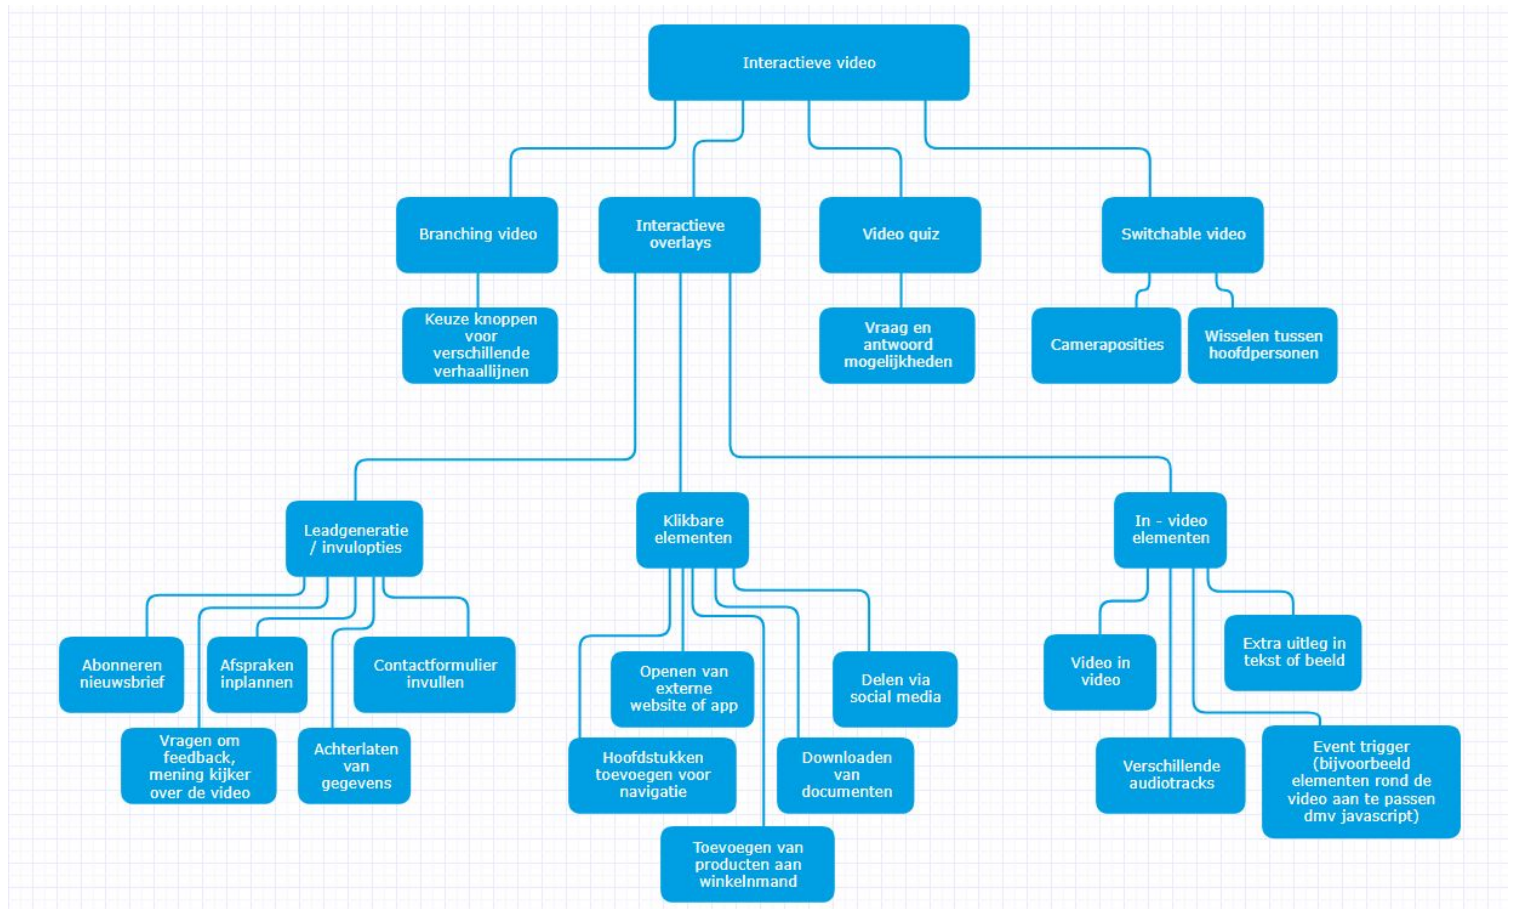 Interactieve video
Branching video
Interactieve
overlays
Video quiz
Switchable video
Keuze knoppen
voor
verschillende
verhaallijnen
Vraag en
antwoord
mogelijkheden
Cameraposities
Wisselen tussen
hoofdpersonen
Leadgeneratie
/ invulopties
Klikbare
elementen
In - video
elementen
Abonneren
nieuwsbrief
Afspraken
inplannen
Contactformulier
invullen
Vragen om
feedback,
mening kijker
over de video
Achterlaten
van
gegevens
Openen van
externe
website of app
Delen via
social media
Hoofdstukken
toevoegen voor
navigatie
Downloaden
van
documenten
Toevoegen van
producten aan
winkelnmand
Video in
video
Extra uitleg in
tekst of beeld
Verschillende
audiotracks
Event trigger
(bijvoorbeeld
elementen rond de
video aan te passen
dmv javascript)